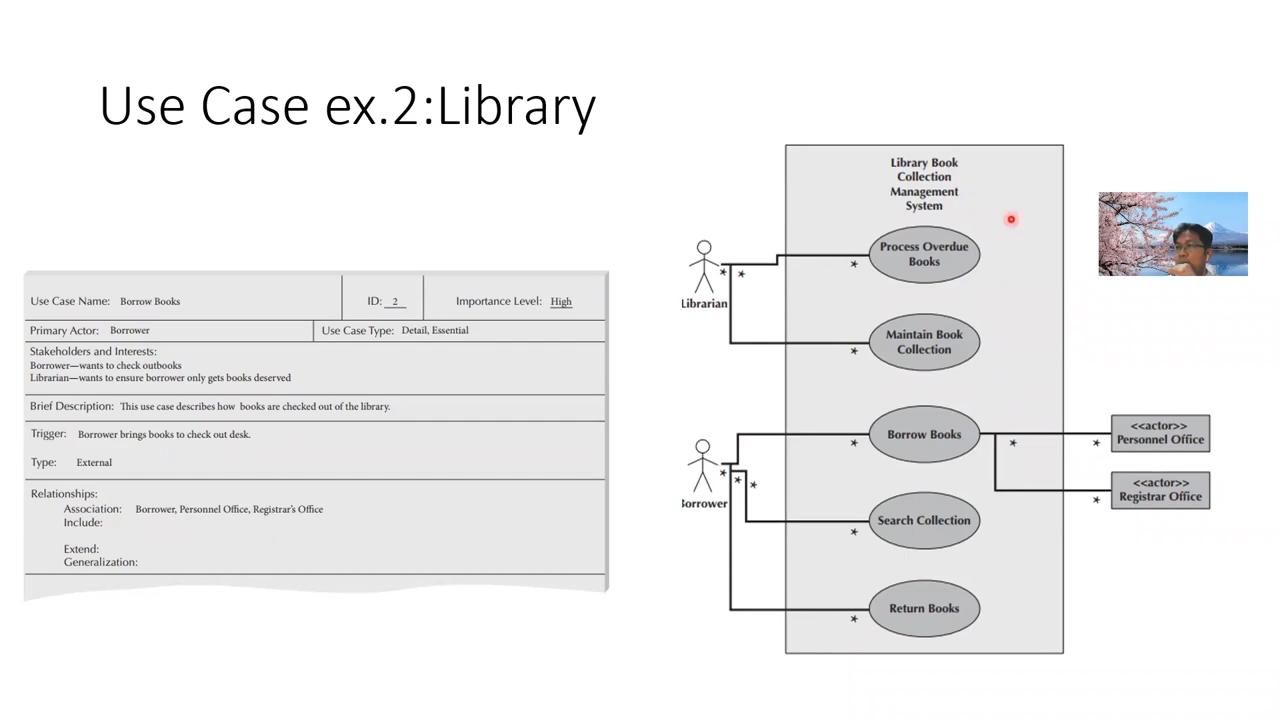 Use Case ex.2:Library
Use Case Name: Borrow Books ID: 2 Importance Level: High
Primary Actor: Borrower Use Case Type: Detail, Essential
Stakeholders and Interests:
Borrower—wants to check outbooks
Librarian—wants to ensure borrower only gets books deserved
Brief Description: This use case describes how books are checked out of the library.
Trigger: Borrower brings books to check out desk.
Type: External
Relationships:
Association: Borrower, Personnel Office, Registrar's Office
Include:
Extend:
Generalization:
Library Book
Collection
Management
System
Process Overdue
Books
* * *
Librarian
Maintain Book
Collection
*
Borrow Books
* * *
<<actor>>
Personnel Office
* * *
<<actor>>
Registrar Office
*
Borrower
Search Collection
*
Return Books
*